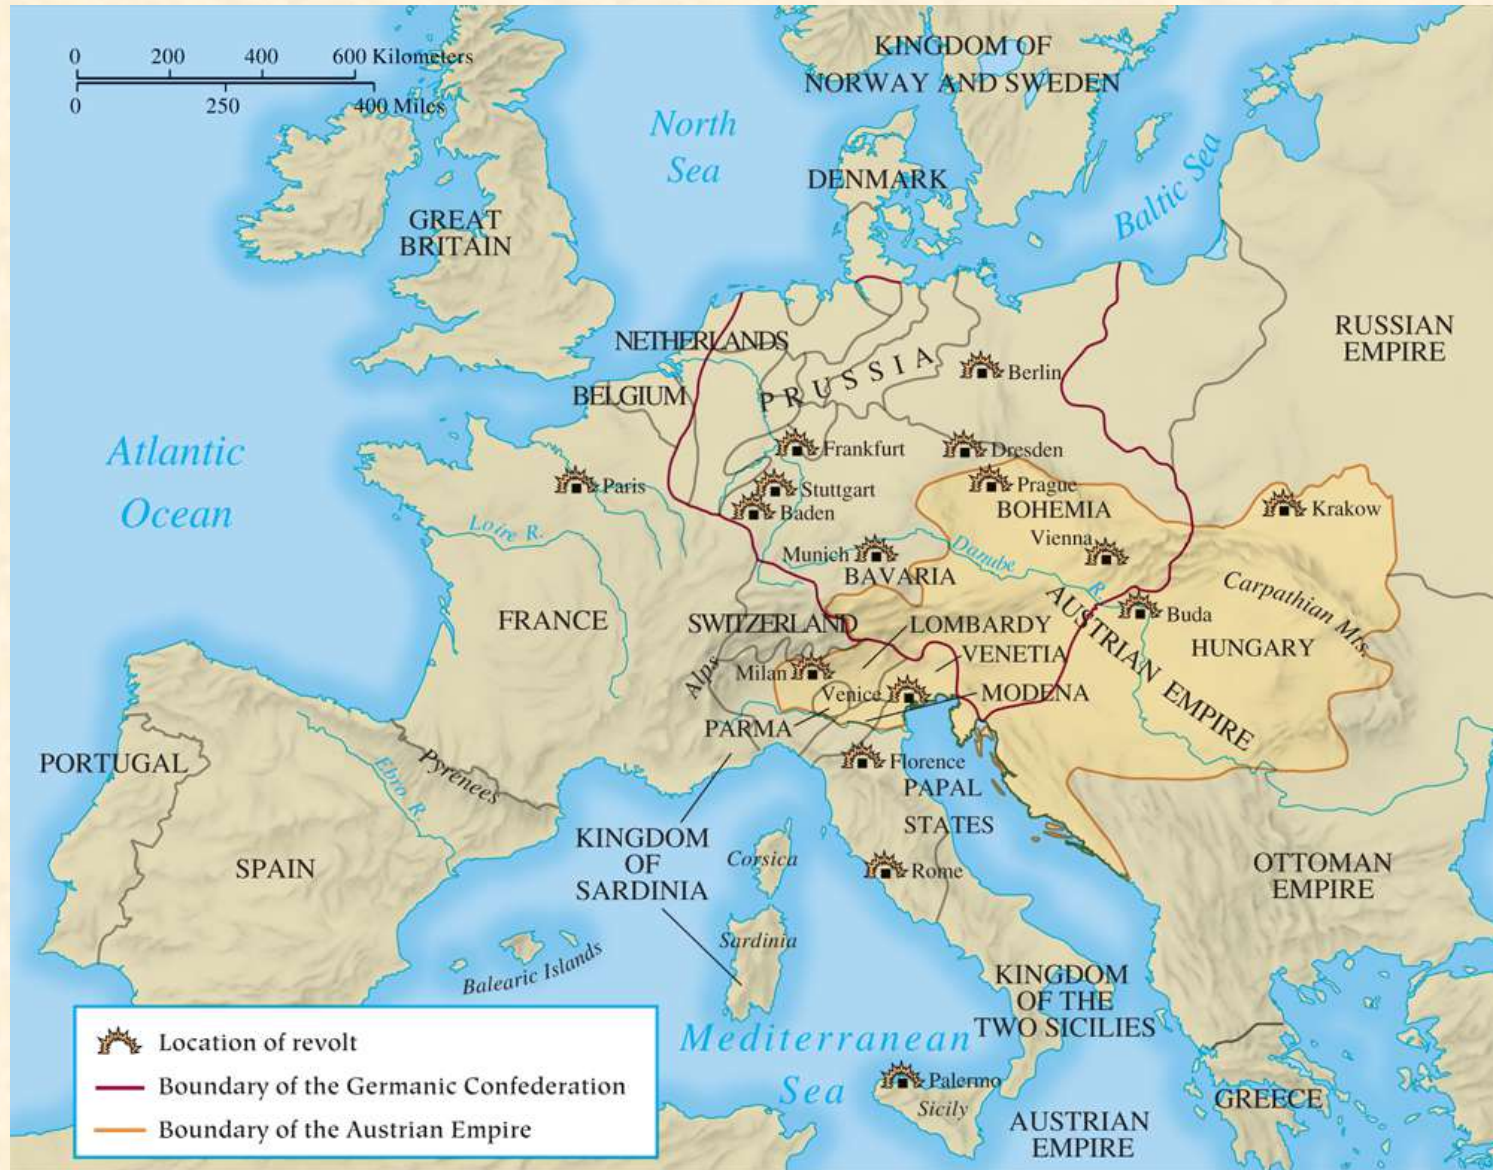 0 200 400 600 Kilometers
0 250 400 Miles
KINGDOM OF
NORWAY AND SWEDEN
North
Sea
DENMARK
Baltic Sea
GREAT
BRITAIN
RUSSIAN
EMPIRE
NETHERLANDS
BELGIUM
PRUSSIA
Berlin
Atlantic
Ocean
Frankfurt
Dresden
Paris
Stuttgart
Prague
Baden
BOHEMIA
Krakow
Loire R.
Vienna
Munich
Danube R.
BAVARIA
Carpathian Mts.
FRANCE
SWITZERLAND
LOMBARDY
AUSTRIAN EMPIRE
Buda
HUNGARY
VENETIA
Alps
Milan
Venice
MODENA
PARMA
PORTUGAL
Pyrenees
Ebro R.
Florence
PAPAL
STATES
KINGDOM
OF
SARDINIA
Corsica
SPAIN
Rome
OTTOMAN
EMPIRE
Sardinia
Balearic Islands
KINGDOM
OF THE
TWO SICILIES
Mediterranean
Sea
Palermo
Sicily
GREECE
AUSTRIAN
EMPIRE
Location of revolt
Boundary of the Germanic Confederation
Boundary of the Austrian Empire